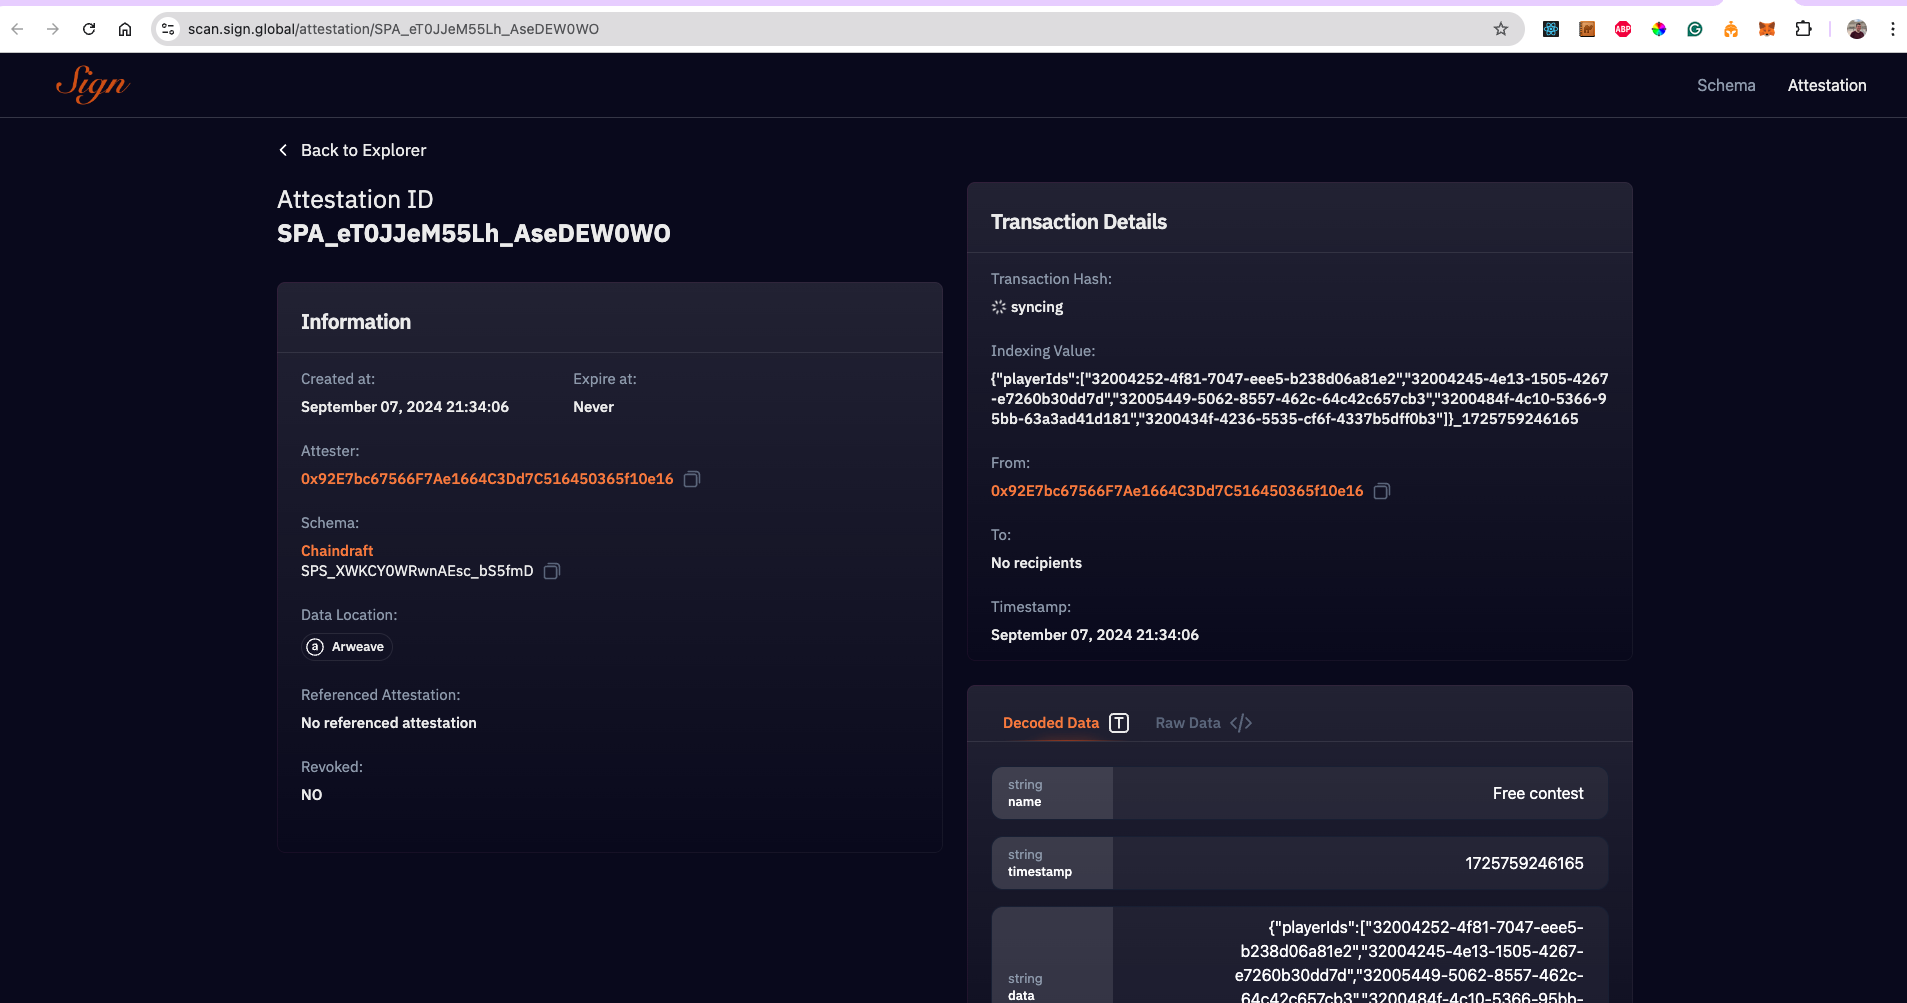 scan.sign.global/attestation/SPA_eT0JJeM55Lh_AseDEW0WO
ABP
Sign
Schema
Attestation
Back to Explorer
Attestation ID
SPA_eT0JJeM55Lh_AseDEW0WO
Information
Created at:
Expire at:
September 07, 2024 21:34:06
Never
Attester:
0x92E7bc67566F7Ae1664C3Dd7C516450365f10e16
Schema:
Chaindraft
SPS_XWKCY0WRwnAEsc_bS5fmD
Data Location:
a Arweave
Referenced Attestation:
No referenced attestation
Revoked:
NO
Transaction Details
Transaction Hash:
syncing
Indexing Value:
{"playerIds":["32004252-4f81-7047-eee5-b238d06a81e2","32004245-4e13-1505-4267
-e7260b30dd7d","32005449-5062-8557-462c-64c42c657cb3","3200484f-4c10-5366-9
5bb-63a3ad41d181","3200434f-4236-5535-cf6f-4337b5dff0b3"]}_1725759246165
From:
0x92E7bc67566F7Ae1664C3Dd7C516450365f10e16
To:
No recipients
Timestamp:
September 07, 2024 21:34:06
Decoded Data T
Raw Data </>
string
name
Free contest
string
timestamp
1725759246165
string
data
{"playerIds":["32004252-4f81-7047-eee5-
b238d06a81e2","32004245-4e13-1505-4267-
e7260b30dd7d","32005449-5062-8557-462c-
64c42c657cb3","3200484f-4c10-5366-95bb-